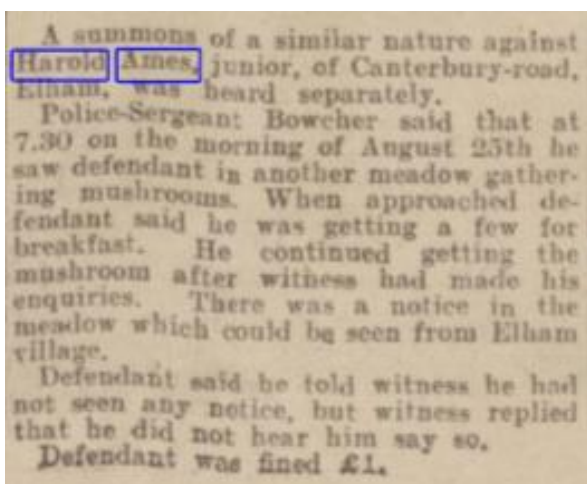 A summons of a similar nature against
Harold Ames, junior, of Canterbury-road,
Elham, was heard separately.
Police-Sergeant Bowcher said that at
7.30 on the morning of August 25th he
saw defendant in another meadow gather-
ing mushrooms. When approached de-
fendant said he was getting a few for
breakfast. He continued getting the
mushroom after witness had made his
enquiries. There was a notice in the
meadow which could be seen from Elham
village.
Defendant said he told witness he had
not seen any notice, but witness replied
that he did not hear him say so.
Defendant was fined £1.